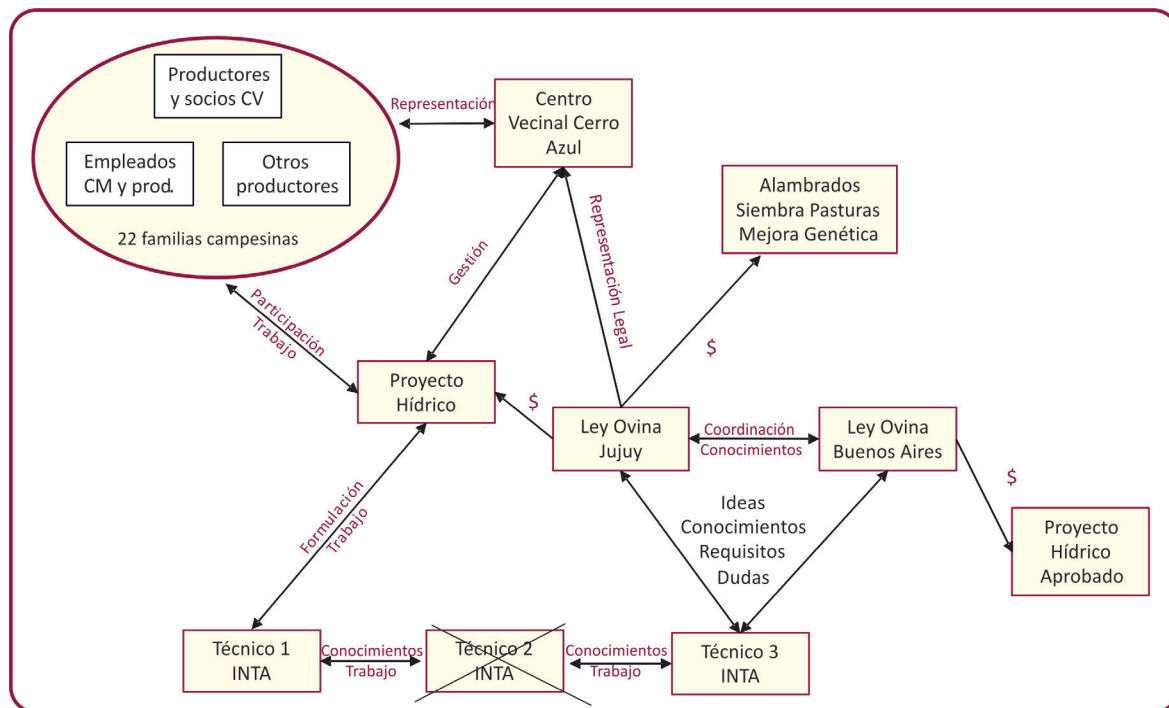 Productores
y socios CV
Empleados
CM y prod.
Otros
productores
22 familias campesinas
Representación
Centro
Vecinal Cerro
Azul
Alambrados
Siembra Pasturas
Mejora Genética
Gestión
Representación Legal
$
Participación
Trabajo
Proyecto
Hídrico
$
Ley Ovina
Jujuy
Coordinación
Conocimientos
Ley Ovina
Buenos Aires
$
Ideas
Conocimientos
Requisitos
Dudas
Proyecto
Hídrico
Aprobado
Formulación
Trabajo
Técnico 1
INTA
Conocimientos
Trabajo
Técnico 2
INTA
Conocimientos
Trabajo
Técnico 3
INTA